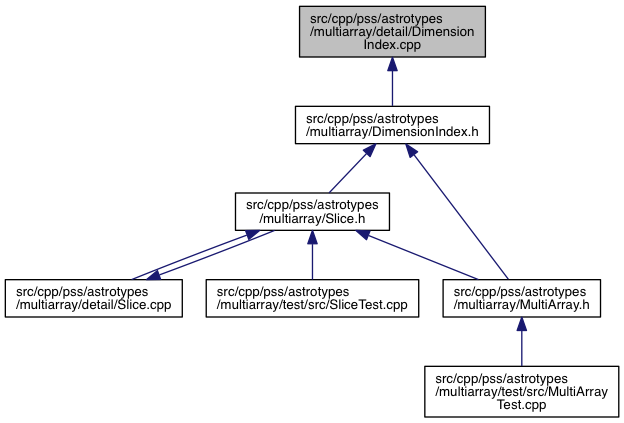 src/cpp/pss/astrotypes
/multiarray/detail/Dimension
Index.cpp
src/cpp/pss/astrotypes
/multiarray/DimensionIndex.h
src/cpp/pss/astrotypes
/multiarray/Slice.h
src/cpp/pss/astrotypes
/multiarray/detail/Slice.cpp
src/cpp/pss/astrotypes
/multiarray/test/src/SliceTest.cpp
src/cpp/pss/astrotypes
/multiarray/MultiArray.h
src/cpp/pss/astrotypes
/multiarray/test/src/MultiArray
Test.cpp